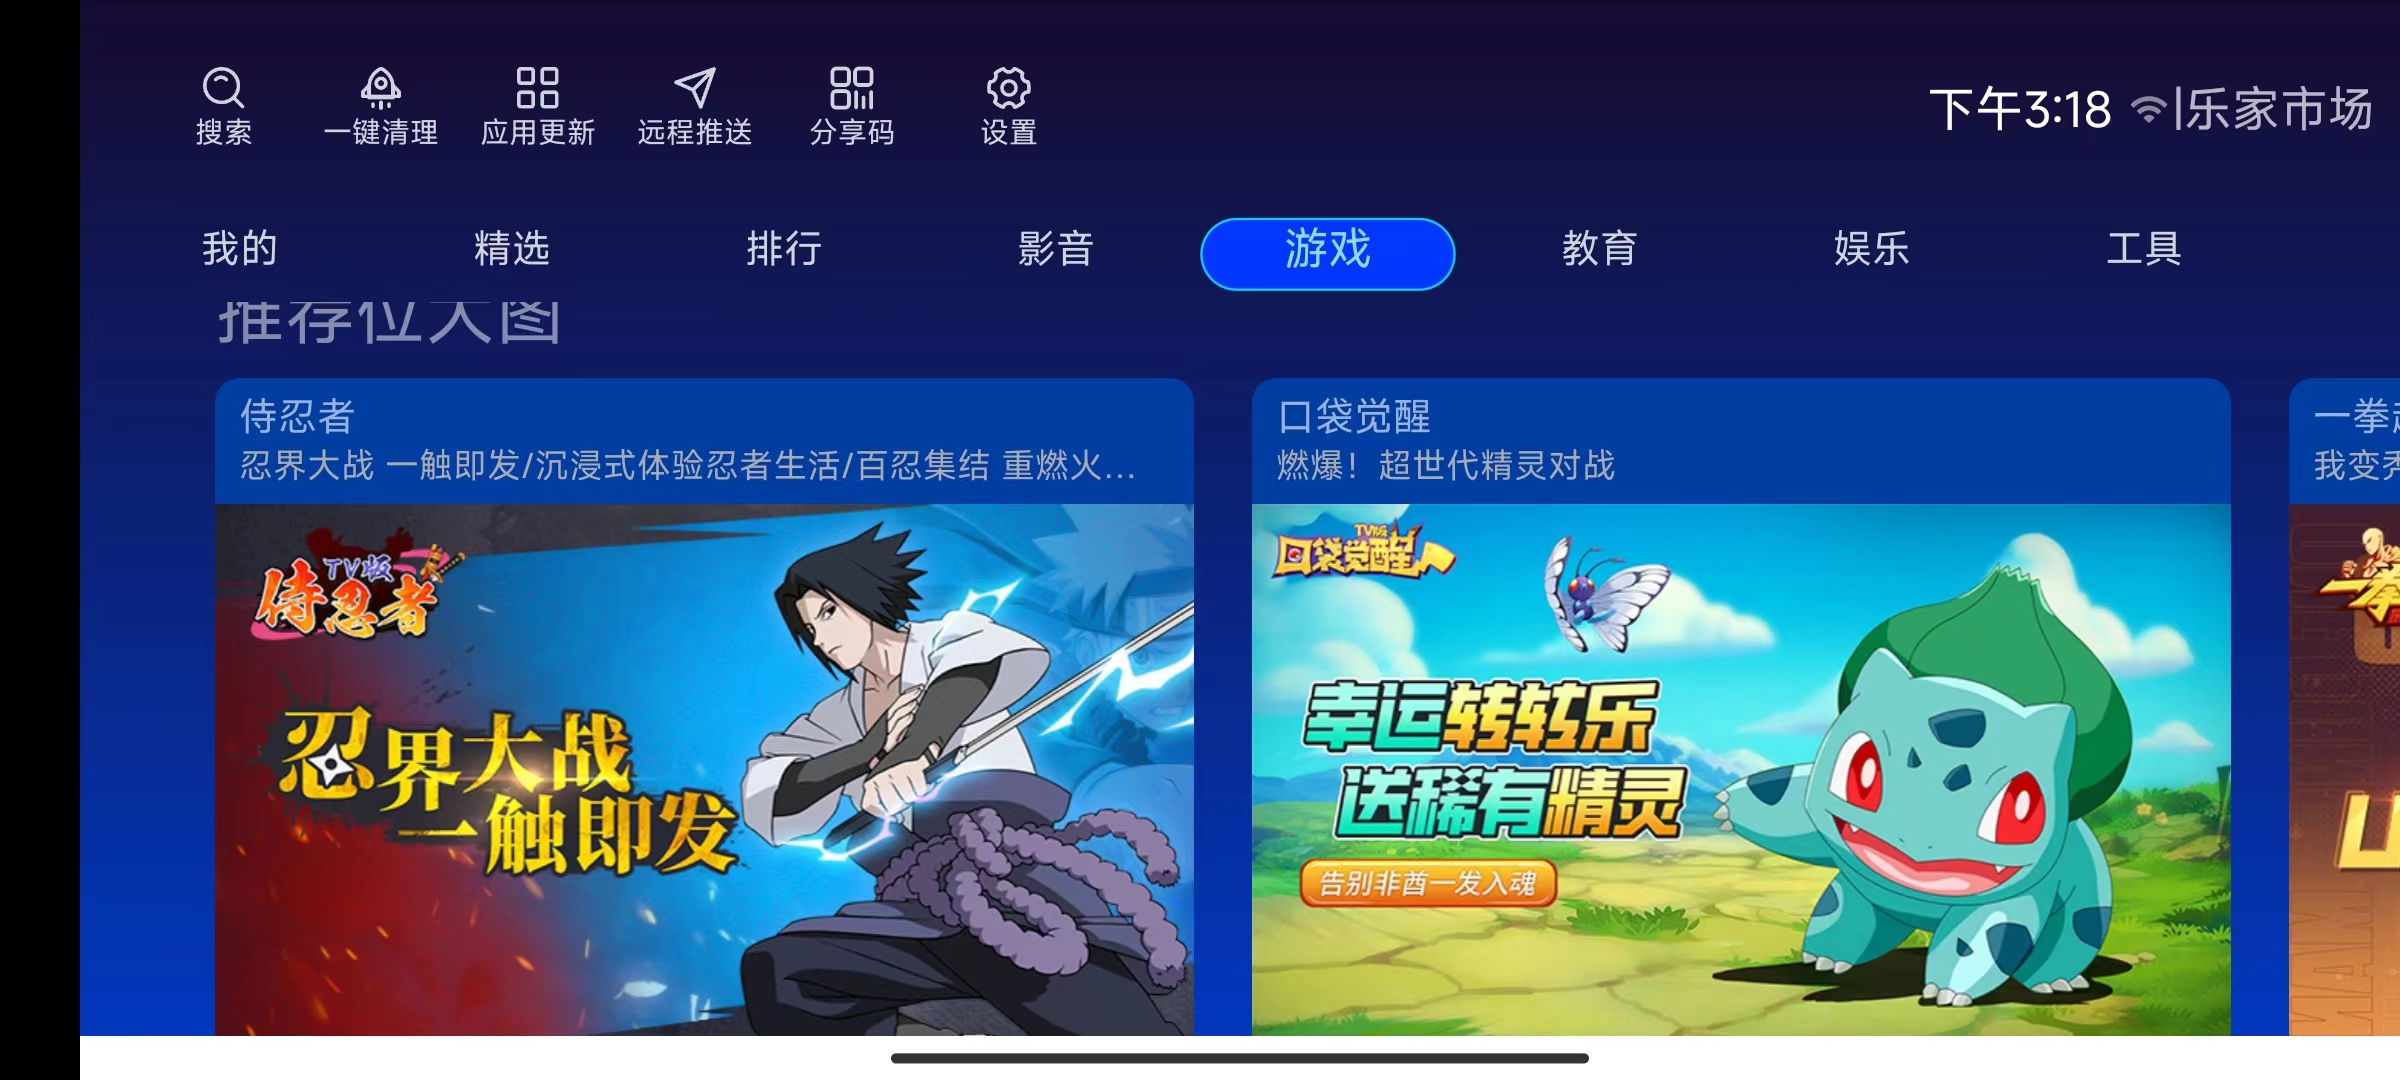 搜索
一键清理
应用更新
远程推送
分享码
设置
下午3:18
|乐家市场
我的
精选
排行
影音
游戏
教育
娱乐
工具
推荐位大图
侍忍者
忍界大战 一触即发/沉浸式体验忍者生活/百忍集结 重燃火...
口袋觉醒
燃爆！超世代精灵对战
一拳
我变秃
TV版
侍忍者
忍界大战
一触即发
TV版
口袋觉醒
幸运转转乐
送稀有精灵
告别非酋一发入魂
一拳